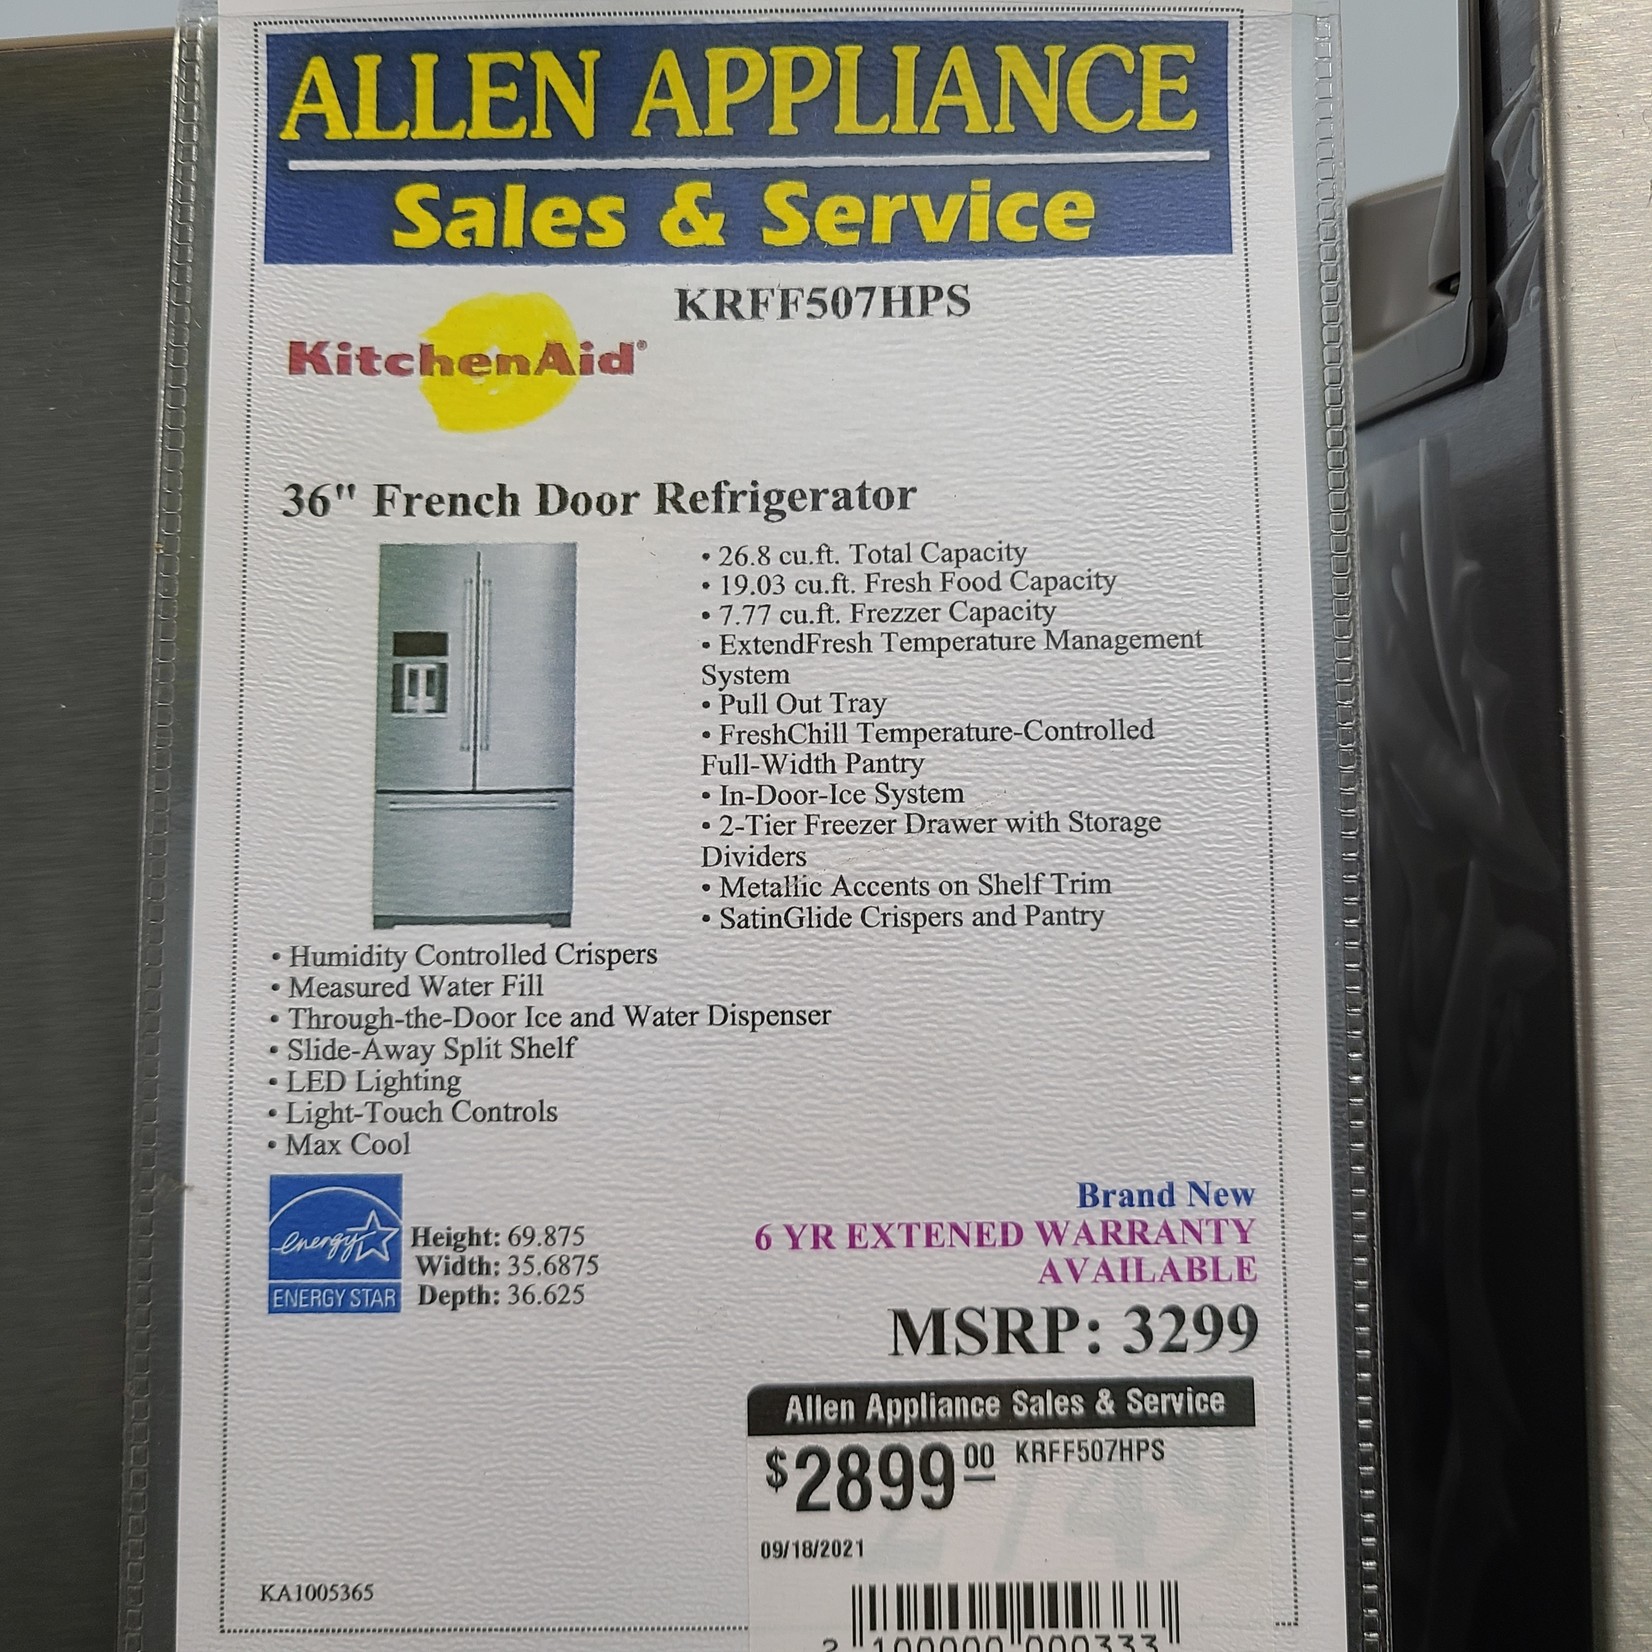 ALLEN APPLIANCE
Sales & Service
KRFF507HPS
KitchenAid®
36" French Door Refrigerator
• 26.8 cu.ft. Total Capacity
• 19.03 cu.ft. Fresh Food Capacity
• 7.77 cu.ft. Frezzer Capacity
• ExtendFresh Temperature Management
System
• Pull Out Tray
• FreshChill Temperature-Controlled
Full-Width Pantry
• In-Door-Ice System
• 2-Tier Freezer Drawer with Storage
Dividers
• Metallic Accents on Shelf Trim
• SatinGlide Crispers and Pantry
• Humidity Controlled Crispers
• Measured Water Fill
• Through-the-Door Ice and Water Dispenser
• Slide-Away Split Shelf
• LED Lighting
• Light-Touch Controls
• Max Cool
energy
ENERGY STAR
Height: 69.875
Width: 35.6875
Depth: 36.625
Brand New
6 YR EXTENED WARRANTY
AVAILABLE
MSRP: 3299
Allen Appliance Sales & Service
$2899.00 KRFF507HPS
09/18/2021
KA1005365
2 100000 000333